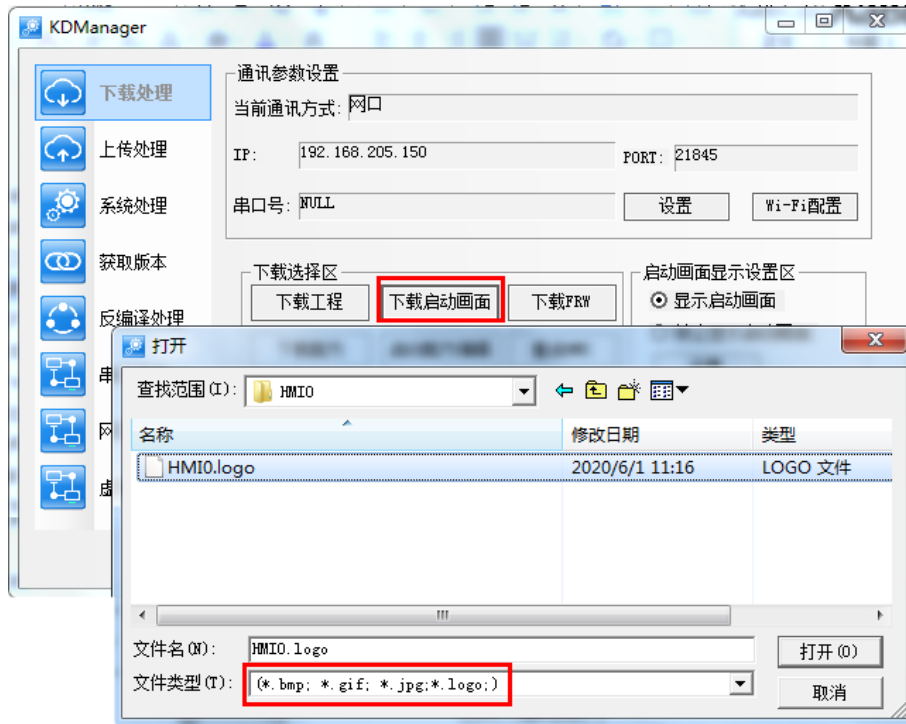 KDManager
下载处理
上传处理
系统处理
获取版本
反编译处理
串
网
虚
通讯参数设置
当前通讯方式: 网口
IP: 192.168.205.150 PORT: 21845
串口号: NULL 设置 Wi-Fi配置
下载选择区
下载工程 下载启动画面 下载FRW
启动画面显示设置区
显示启动画面
打开
查找范围(I): HMI0
名称 修改日期 类型
HMI0.logo 2020/6/1 11:16 LOGO 文件
文件名(N): HMI0.logo 打开(O)
文件类型(T): (*.bmp; *.gif; *.jpg;*.logo;) 取消